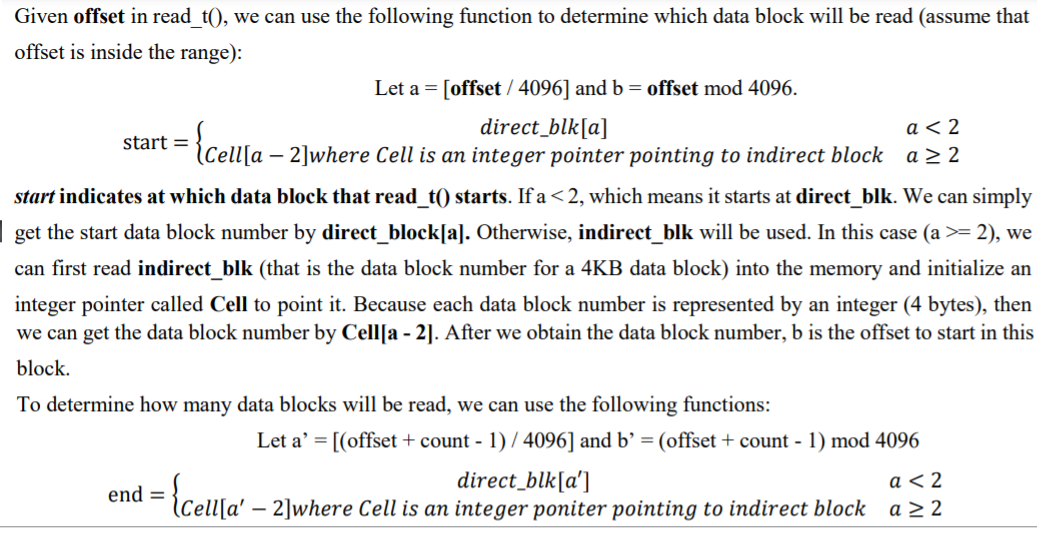 Given offset in read_t(), we can use the following function to determine which data block will be read (assume that
offset is inside the range):
Let a = [offset / 4096] and b = offset mod 4096.
start = { direct_blk[a] a < 2
Cell[a − 2]where Cell is an integer pointer pointing to indirect block a ≥ 2
start indicates at which data block that read_t() starts. If a < 2, which means it starts at direct_blk. We can simply
get the start data block number by direct_block[a]. Otherwise, indirect_blk will be used. In this case (a >= 2), we
can first read indirect_blk (that is the data block number for a 4KB data block) into the memory and initialize an
integer pointer called Cell to point it. Because each data block number is represented by an integer (4 bytes), then
we can get the data block number by Cell[a - 2]. After we obtain the data block number, b is the offset to start in this
block.
To determine how many data blocks will be read, we can use the following functions:
Let a’ = [(offset + count - 1) / 4096] and b’ = (offset + count - 1) mod 4096
end = { direct_blk[a′] a < 2
Cell[a′ − 2]where Cell is an integer poniter pointing to indirect block a ≥ 2